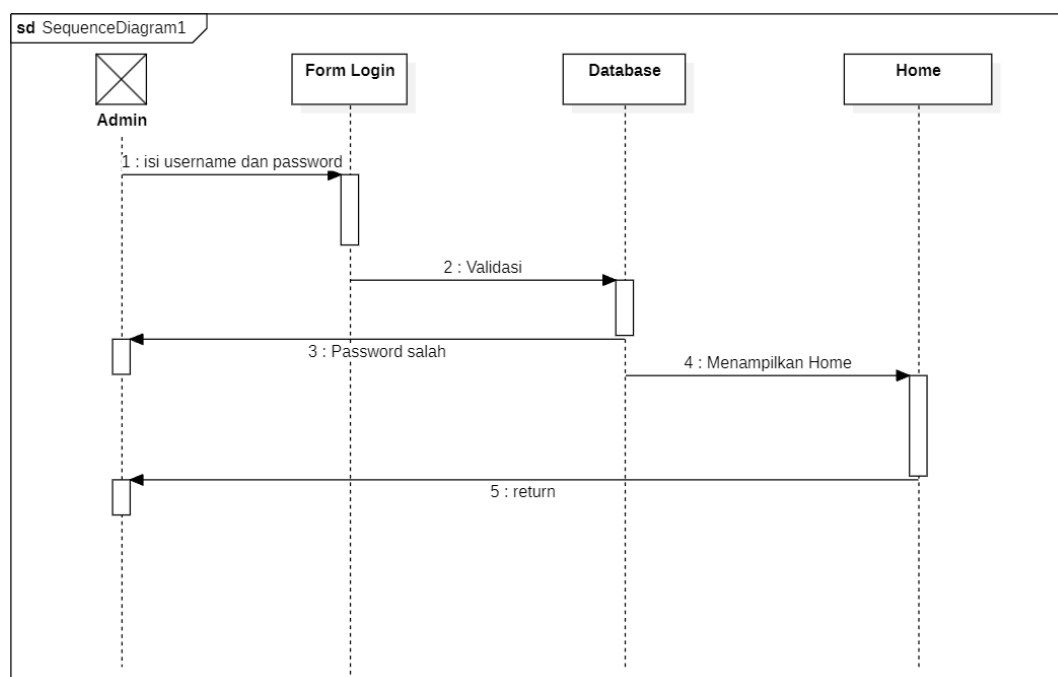 sd SequenceDiagram1
Form Login
Database
Home
Admin
1 : isi username dan password
2 : Validasi
3 : Password salah
4 : Menampilkan Home
5 : return